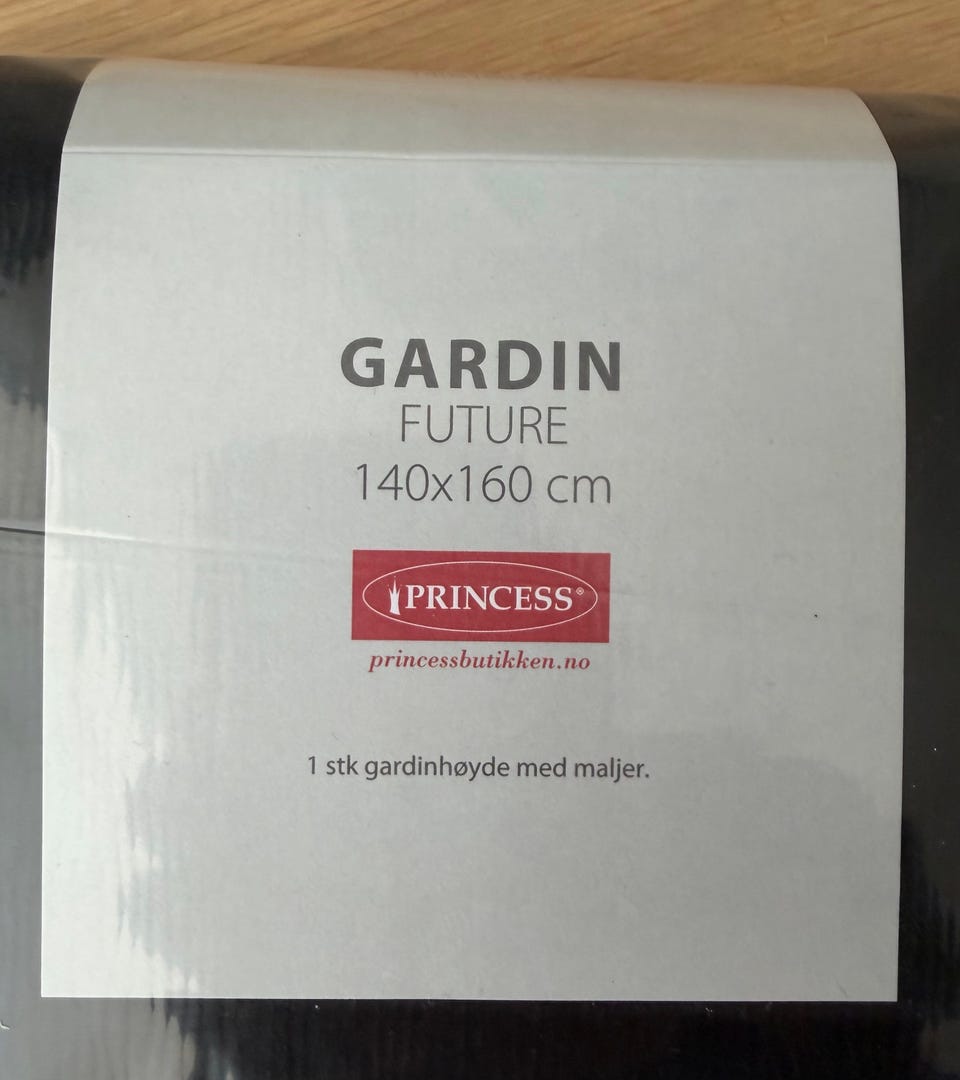 GARDIN
FUTURE
140x160 cm
PRINCESS®
princessbutikken.no
1 stk gardinhøyde med maljer.